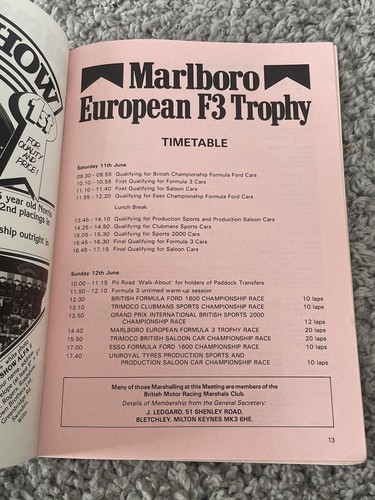 SHOW!
151
FOR
QUALITY
AND
PRICE!
year old Morris
2nd placings in
ship outright in
Marlboro
European F3 Trophy
TIMETABLE
Saturday 11th June
09.30 - 09.55 Qualifying for British Championship Formula Ford Cars
10.10 - 10.55 First Qualifying for Formula 3 Cars
11.10 - 11.40 First Qualifying for Saloon Cars
11.55 - 12.20 Qualifying for Esso Championship Formula Ford Cars
Lunch Break
13.45 - 14.10 Qualifying for Production Sports and Production Saloon Cars
14.25 - 14.50 Qualifying for Clubmans Sports Cars
15.05 - 15.30 Qualifying for Sports 2000 Cars
15.45 - 16.30 Final Qualifying for Formula 3 Cars
16.45 - 17.15 Final Qualifying for Saloon Cars
Sunday 12th June
10.00 - 11.15 Pit Road 'Walk-About' for holders of Paddock Transfers
11.50 - 12.10 Formula 3 untimed warm-up session
12.30 BRITISH FORMULA FORD 1600 CHAMPIONSHIP RACE 10 laps
13.10 TRIMOCO CLUBMANS SPORTS CHAMPIONSHIP RACE 10 laps
13.50 GRAND PRIX INTERNATIONAL BRITISH SPORTS 2000
CHAMPIONSHIP RACE 12 laps
14.40 MARLBORO EUROPEAN FORMULA 3 TROPHY RACE 20 laps
15.50 TRIMOCO BRITISH SALOON CAR CHAMPIONSHIP RACE 20 laps
17.00 ESSO FORMULA FORD 1600 CHAMPIONSHIP RACE 10 laps
17.40 UNIROYAL TYRES PRODUCTION SPORTS AND
PRODUCTION SALOON CAR CHAMPIONSHIP RACE 10 laps
Many of those Marshalling at this Meeting are members of the
British Motor Racing Marshals Club.
Details of Membership from the General Secretary:
J. LEDGARD, 51 SHENLEY ROAD,
BLETCHLEY, MILTON KEYNES MK3 6HE.
13